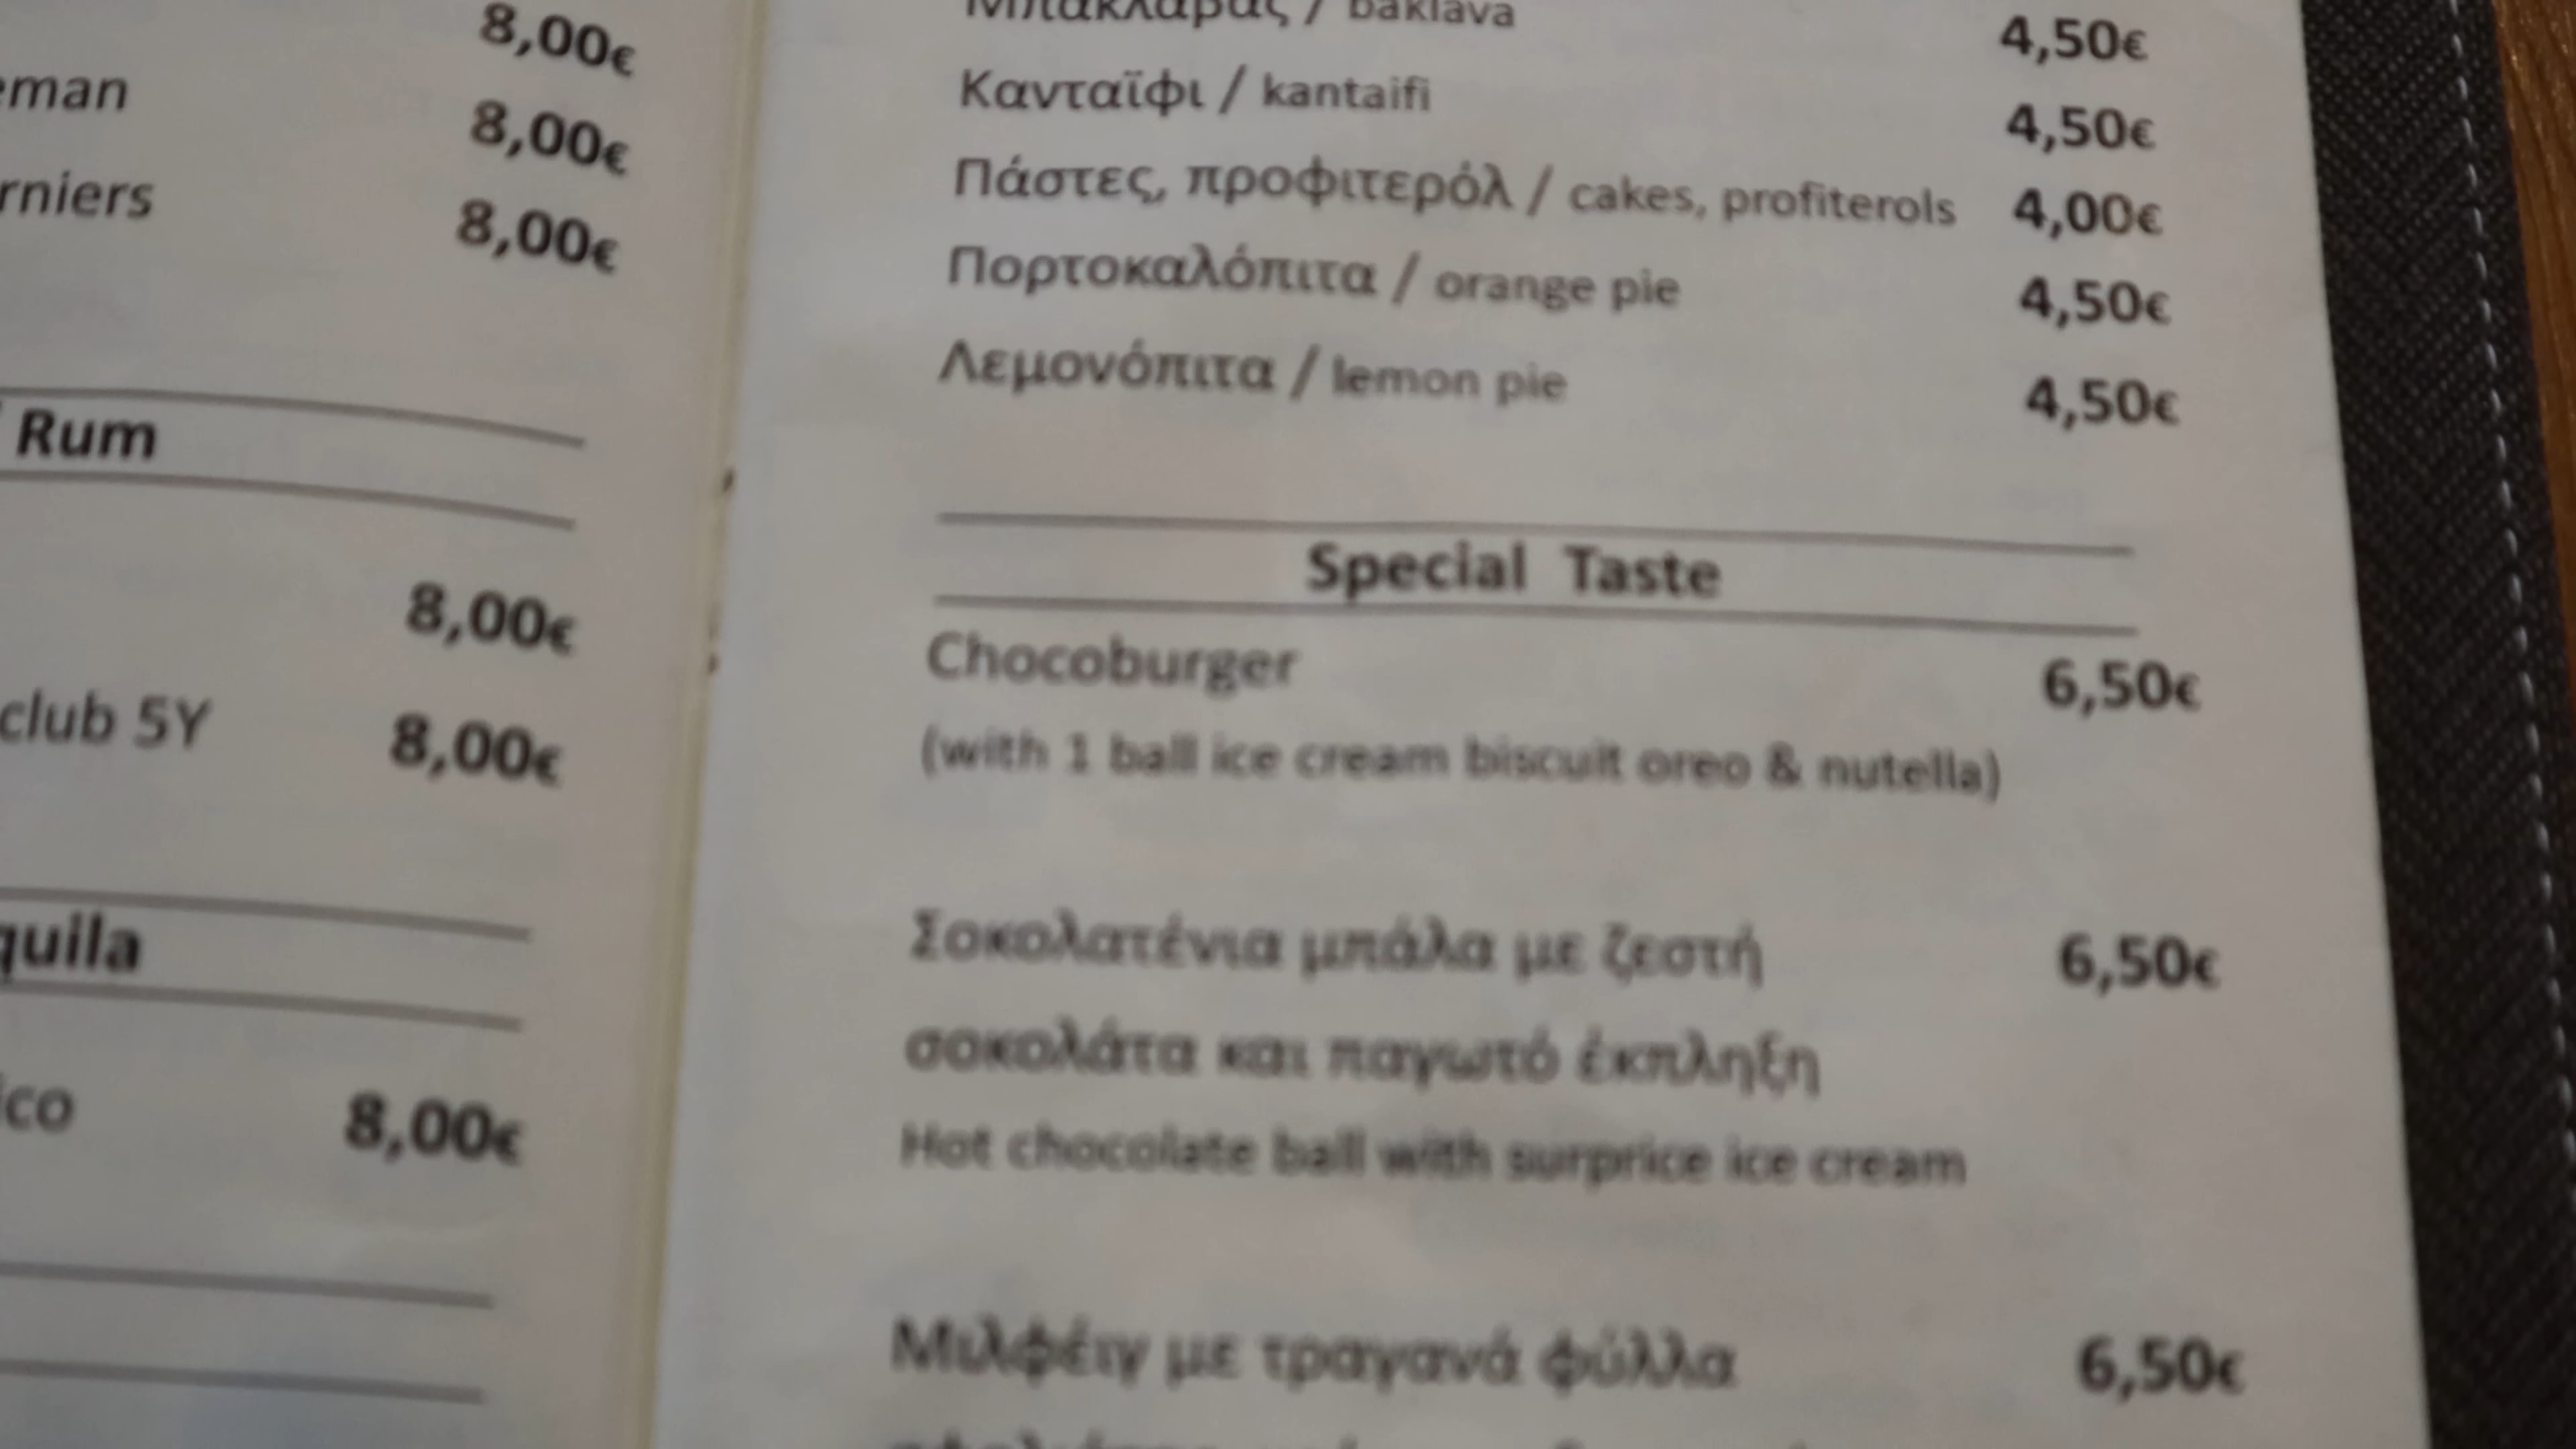 8,00€
eman 8,00€
rniers 8,00€
Rum
8,00€
club 5Y 8,00€
quila
ico 8,00€
Μπακλαβάς / baklava 4,50€
Κανταΐφι / kantaifi 4,50€
Πάστες, προφιτερόλ / cakes, profiterols 4,00€
Πορτοκαλόπιτα / orange pie 4,50€
Λεμονόπιτα / lemon pie 4,50€
Special Taste
Chocoburger 6,50€
(with 1 ball ice cream biscuit oreo & nutella)
Σοκολατένια μπάλα με ζεστή 6,50€
σοκολάτα και παγωτό έκπληξη
Hot chocolate ball with surprice ice cream
Μιλφέιγ με τραγανά φύλλα 6,50€